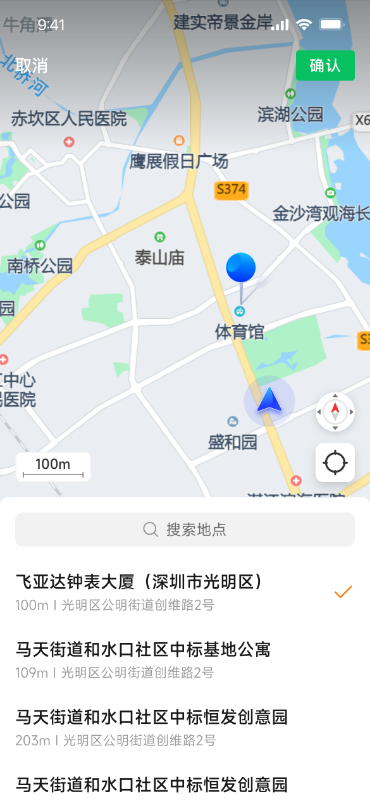 牛角
9:41
建实帝景金岸
取消
确认
北桥河
赤坎区人民医院
滨湖公园
X6
鹰展假日广场
S374
公园
金沙湾观海长
泰山庙
南桥公园
园
体育馆
S3
工中心
医院
盛和园
100m
湛江滨海医院
搜索地点
飞亚达钟表大厦（深圳市光明区）
100m | 光明区公明街道创维路2号
马天街道和水口社区中标基地公寓
109m | 光明区公明街道创维路2号
马天街道和水口社区中标恒发创意园
203m | 光明区公明街道创维路2号
马天街道和水口社区中标恒发创意园